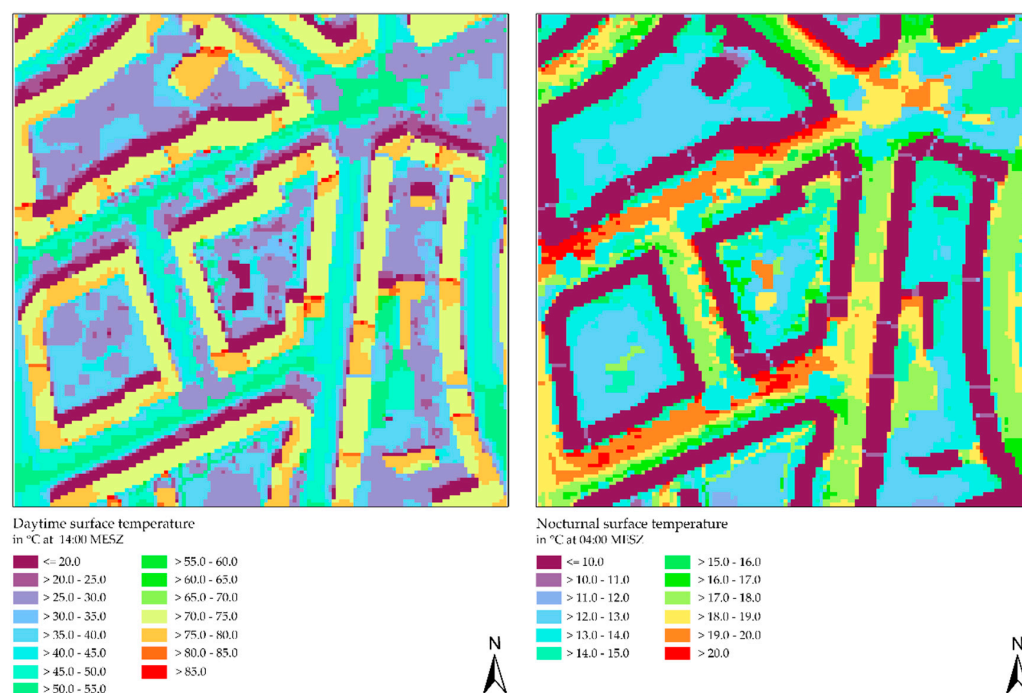 Daytime surface temperature
in °C at 14:00 MESZ
<= 20.0
> 20.0 - 25.0
> 25.0 - 30.0
> 30.0 - 35.0
> 35.0 - 40.0
> 40.0 - 45.0
> 45.0 - 50.0
> 50.0 - 55.0
> 55.0 - 60.0
> 60.0 - 65.0
> 65.0 - 70.0
> 70.0 - 75.0
> 75.0 - 80.0
> 80.0 - 85.0
> 85.0
N
Nocturnal surface temperature
in °C at 04:00 MESZ
<= 10.0
> 10.0 - 11.0
> 11.0 - 12.0
> 12.0 - 13.0
> 13.0 - 14.0
> 14.0 - 15.0
> 15.0 - 16.0
> 16.0 - 17.0
> 17.0 - 18.0
> 18.0 - 19.0
> 19.0 - 20.0
> 20.0
N